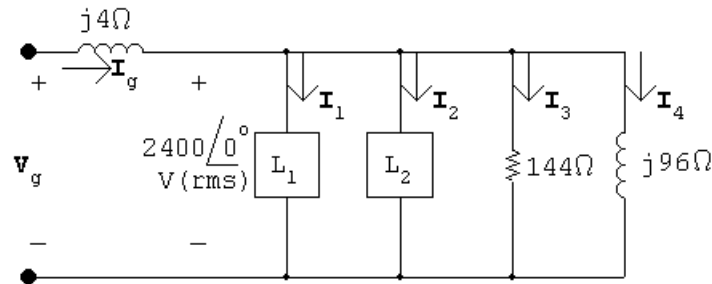 j4Ω
+ I_g +
I_1 I_2 I_3 I_4
2400/0° L_1 L_2 144Ω j96Ω
V(rms)
V_g
− −